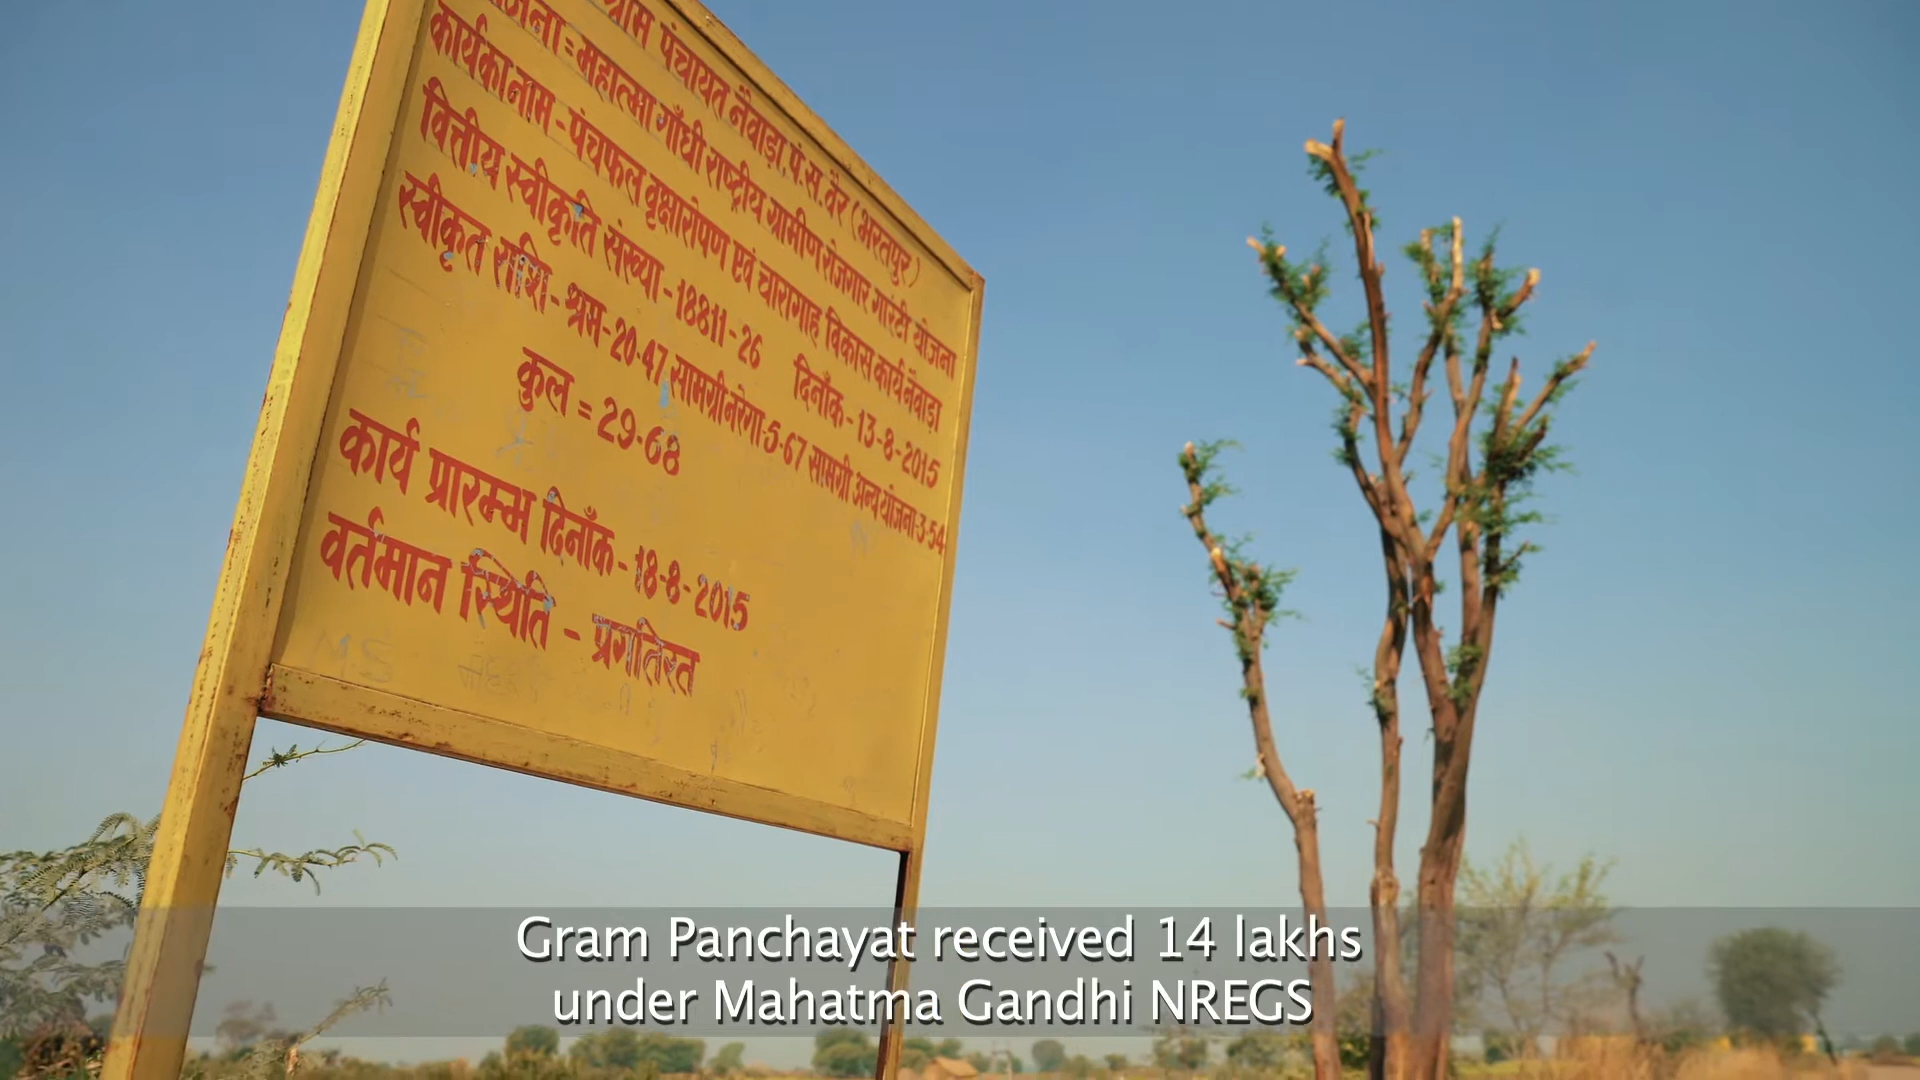 ग्राम पंचायत नैवाड़ा, पं.स. वैर (भरतपुर)
योजना = महात्मा गाँधी राष्ट्रीय ग्रामीण रोजगार गारंटी योजना
कार्य का नाम - पंचफल वृक्षारोपण एवं चारागाह विकास कार्य नैवाड़ा
वित्तीय स्वीकृति संख्या - 18811-26 दिनाँक - 13-8-2015
स्वीकृत राशि - श्रम - 20.47 सामग्री नरेगा - 5.67 सामग्री अन्य योजना - 3.54
कुल = 29.68
कार्य प्रारम्भ दिनाँक - 18-8-2015
वर्तमान स्थिति - प्रगतिरत
M.S
Gram Panchayat received 14 lakhs
under Mahatma Gandhi NREGS